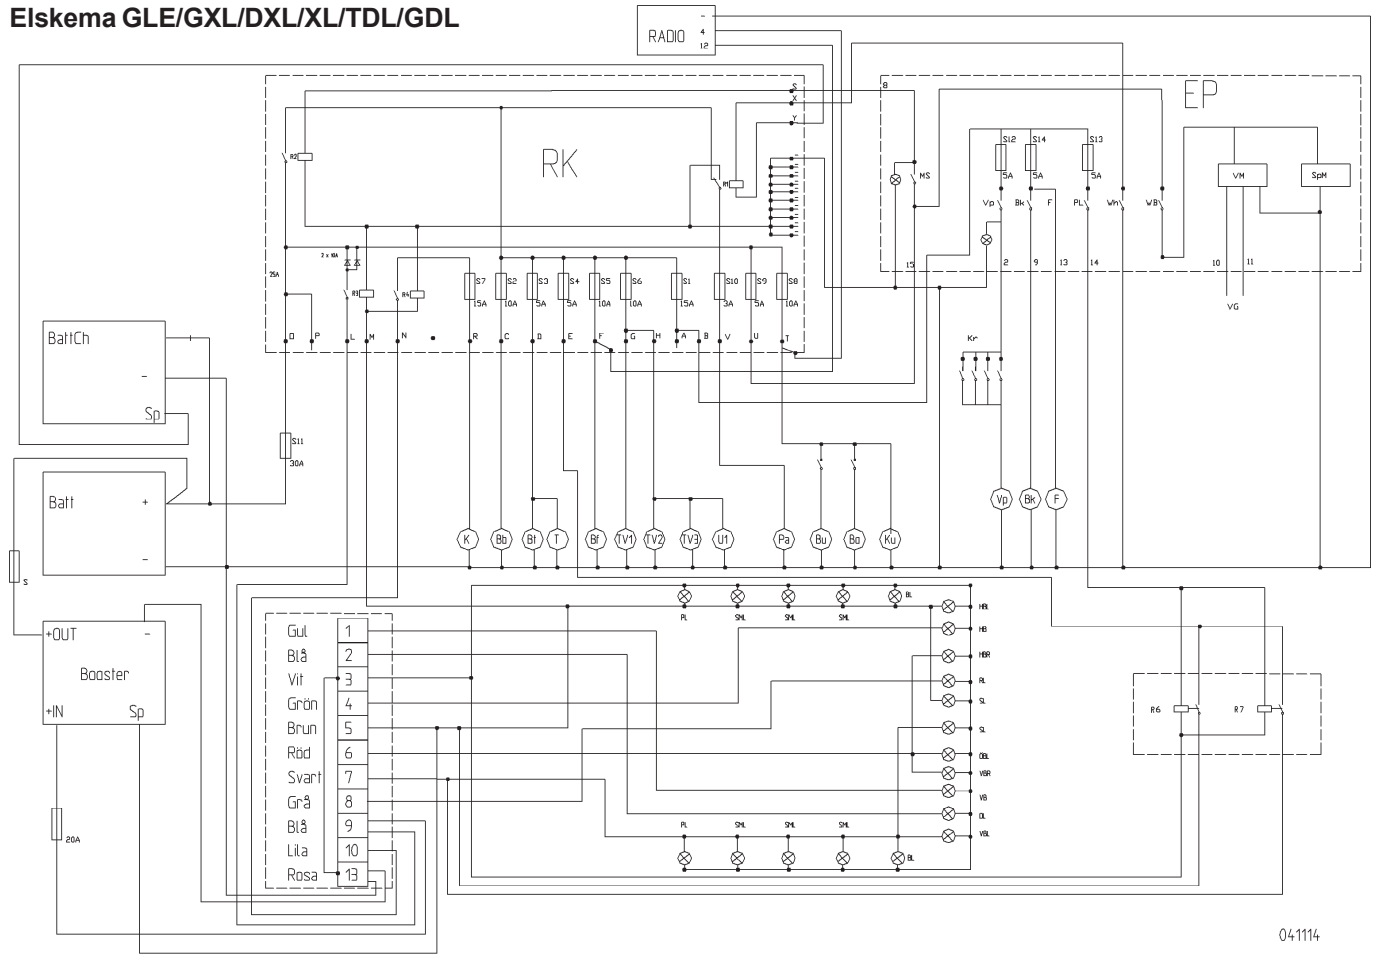 Elskema GLE/GXL/DXL/XL/TDL/GDL
RADIO
-
4
12
S
X
Y
8
EP
RK
R2
R1
MS
S12
5A
S14
5A
S13
5A
VM
SpM
Vp
Bk
F
PL
Wh
WB
15
2
9
13
14
10
11
VG
25A
2 x 10A
R3
R4
S7
15A
S2
10A
S3
5A
S4
5A
S5
10A
S6
10A
S1
15A
S10
3A
S9
5A
S8
10A
O
P
L
M
N
R
C
D
E
F
G
H
A
B
V
U
T
Kr
BattCh
-
Sp
S11
30A
Batt
+
-
S
K
Bb
Bt
T
Bf
TV1
TV2
TV3
U1
Pa
Bu
Ba
Ku
Vp
Bk
F
+OUT
-
Booster
+IN
Sp
20A
Gul 1
Blå 2
Vit 3
Grön 4
Brun 5
Röd 6
Svart 7
Grå 8
Blå 9
Lila 10
Rosa 13
PL
SML
SML
SML
BL
HBL
HB
HBR
RL
SL
SL
ÖBL
VBR
VB
DL
VBL
PL
SML
SML
SML
BL
R6
R7
041114